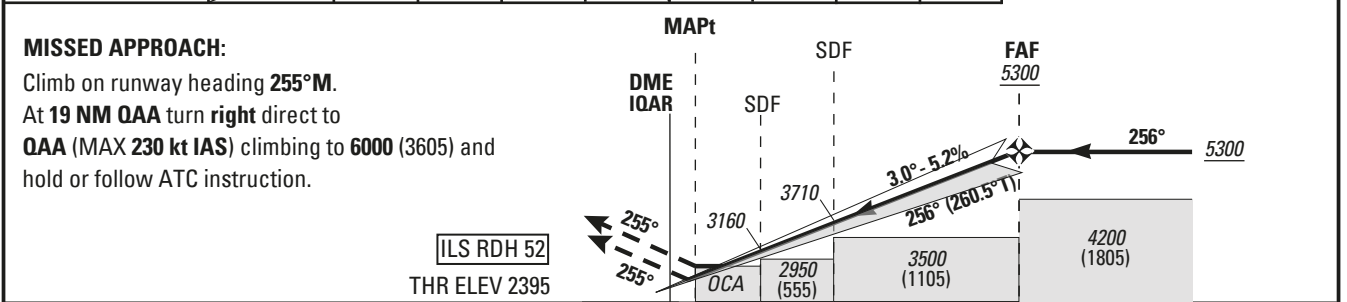 MAPt
MISSED APPROACH:
Climb on runway heading 255°M.
At 19 NM QAA turn right direct to
QAA (MAX 230 kt IAS) climbing to 6000 (3605) and
hold or follow ATC instruction.
DME
IQAR
SDF
SDF
FAF
5300
256°
5300
3.0° - 5.2%
256° (260.5°T)
3710
3160
255°
255°
ILS RDH 52
THR ELEV 2395
OCA
2950
(555)
3500
(1105)
4200
(1805)